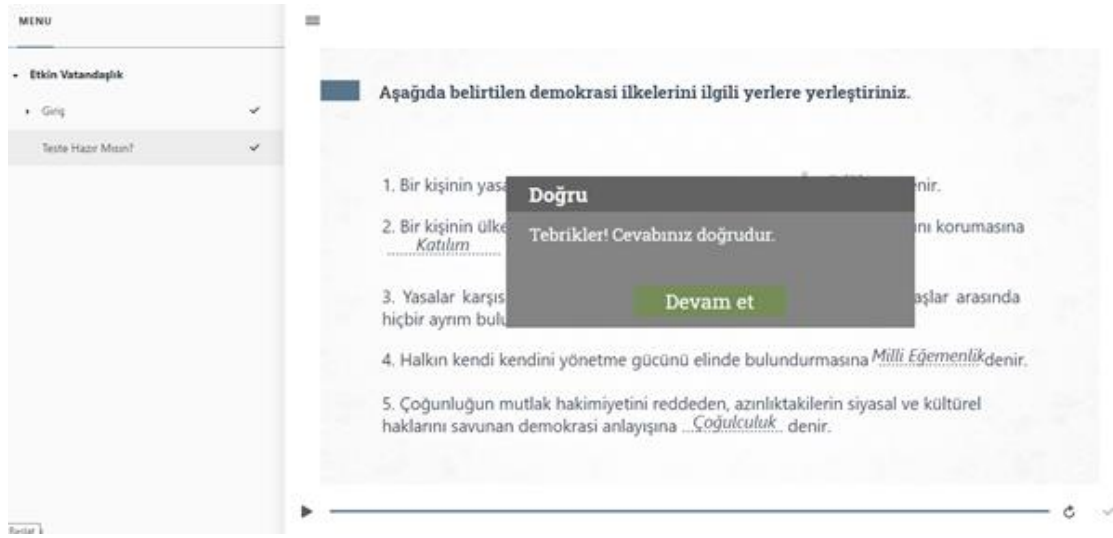 MENU
Etkin Vatandaşlık
Giriş
Teste Hazır Mısın?
Aşağıda belirtilen demokrasi ilkelerini ilgili yerlere yerleştiriniz.
1. Bir kişinin yasa enir.
2. Bir kişinin ülke ını korumasına
Katılım
3. Yasalar karşıs aşlar arasında
hiçbir ayrım bulu
4. Halkın kendi kendini yönetme gücünü elinde bulundurmasına Milli Eğemenlik denir.
5. Çoğunluğun mutlak hakimiyetini reddeden, azınlıktakilerin siyasal ve kültürel
haklarını savunan demokrasi anlayışına Çoğulculuk denir.
Doğru
Tebrikler! Cevabınız doğrudur.
Devam et